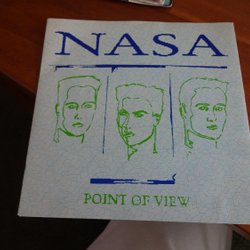 NASA
POINT OF VIEW